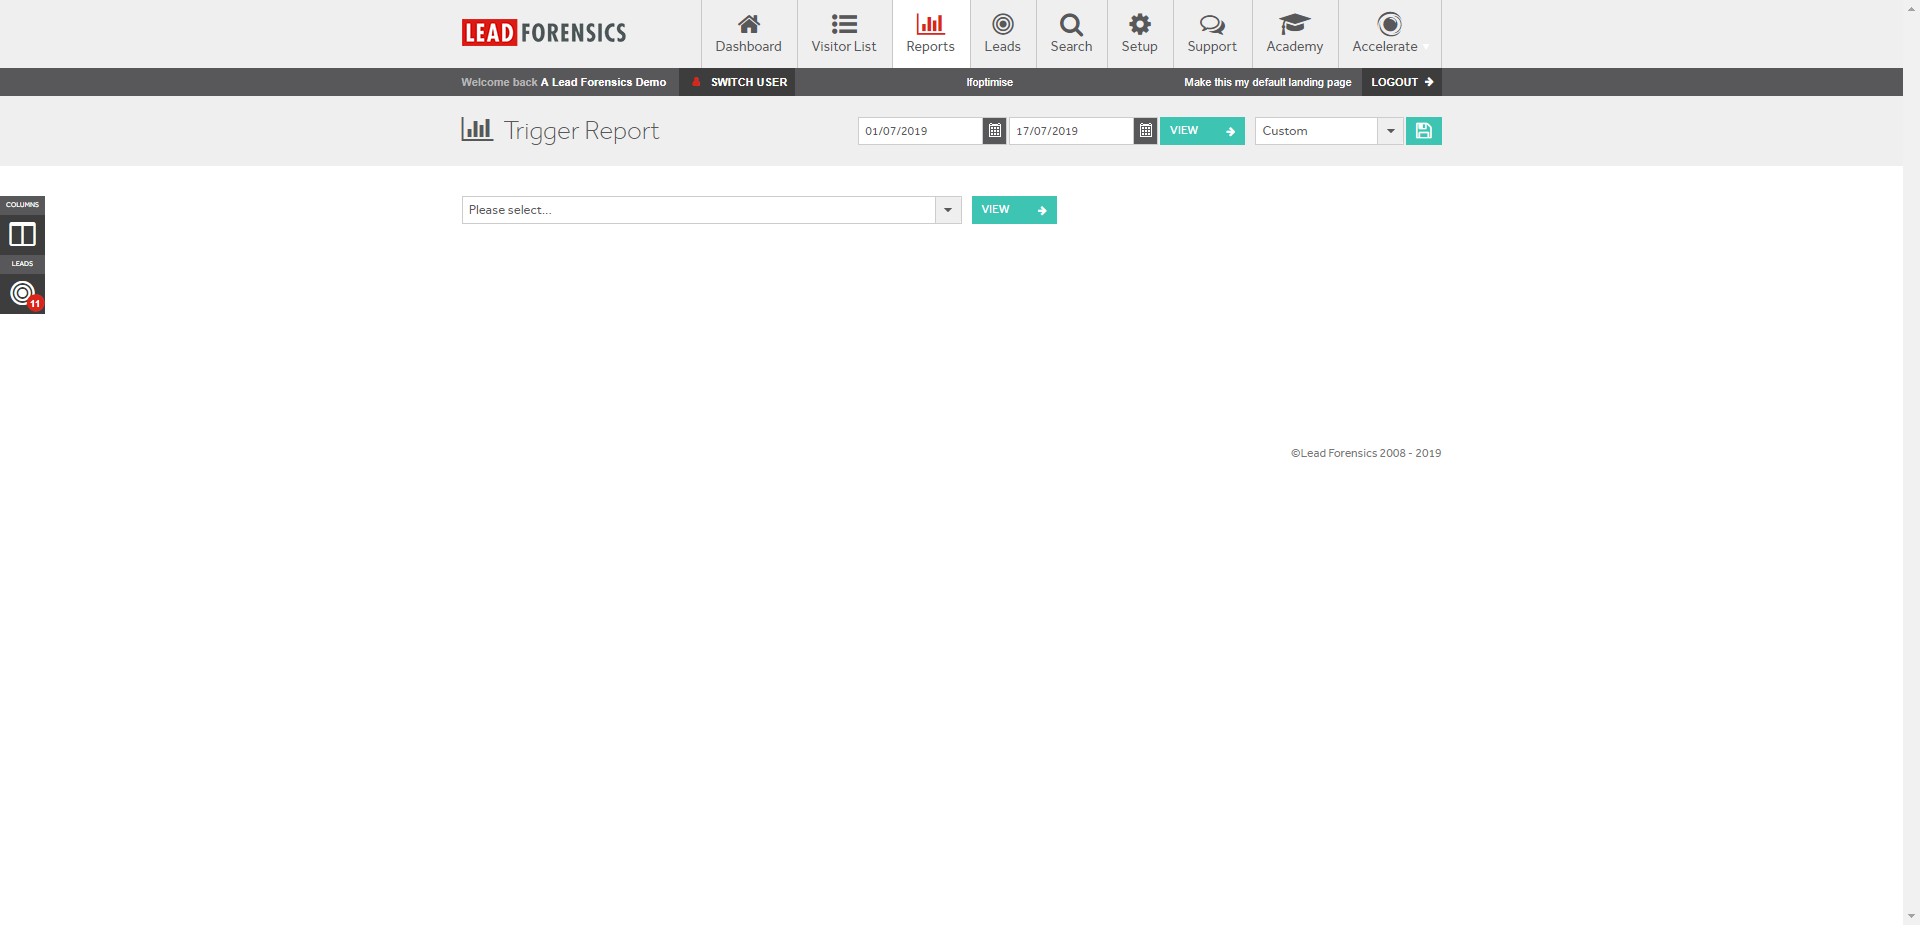 LEAD FORENSICS
Dashboard
Visitor List
Reports
Leads
Search
Setup
Support
Academy
Accelerate
Welcome back A Lead Forensics Demo
SWITCH USER
lfoptimise
Make this my default landing page
LOGOUT
Trigger Report
01/07/2019
17/07/2019
VIEW
Custom
COLUMNS
LEADS
11
Please select...
VIEW
©Lead Forensics 2008 - 2019